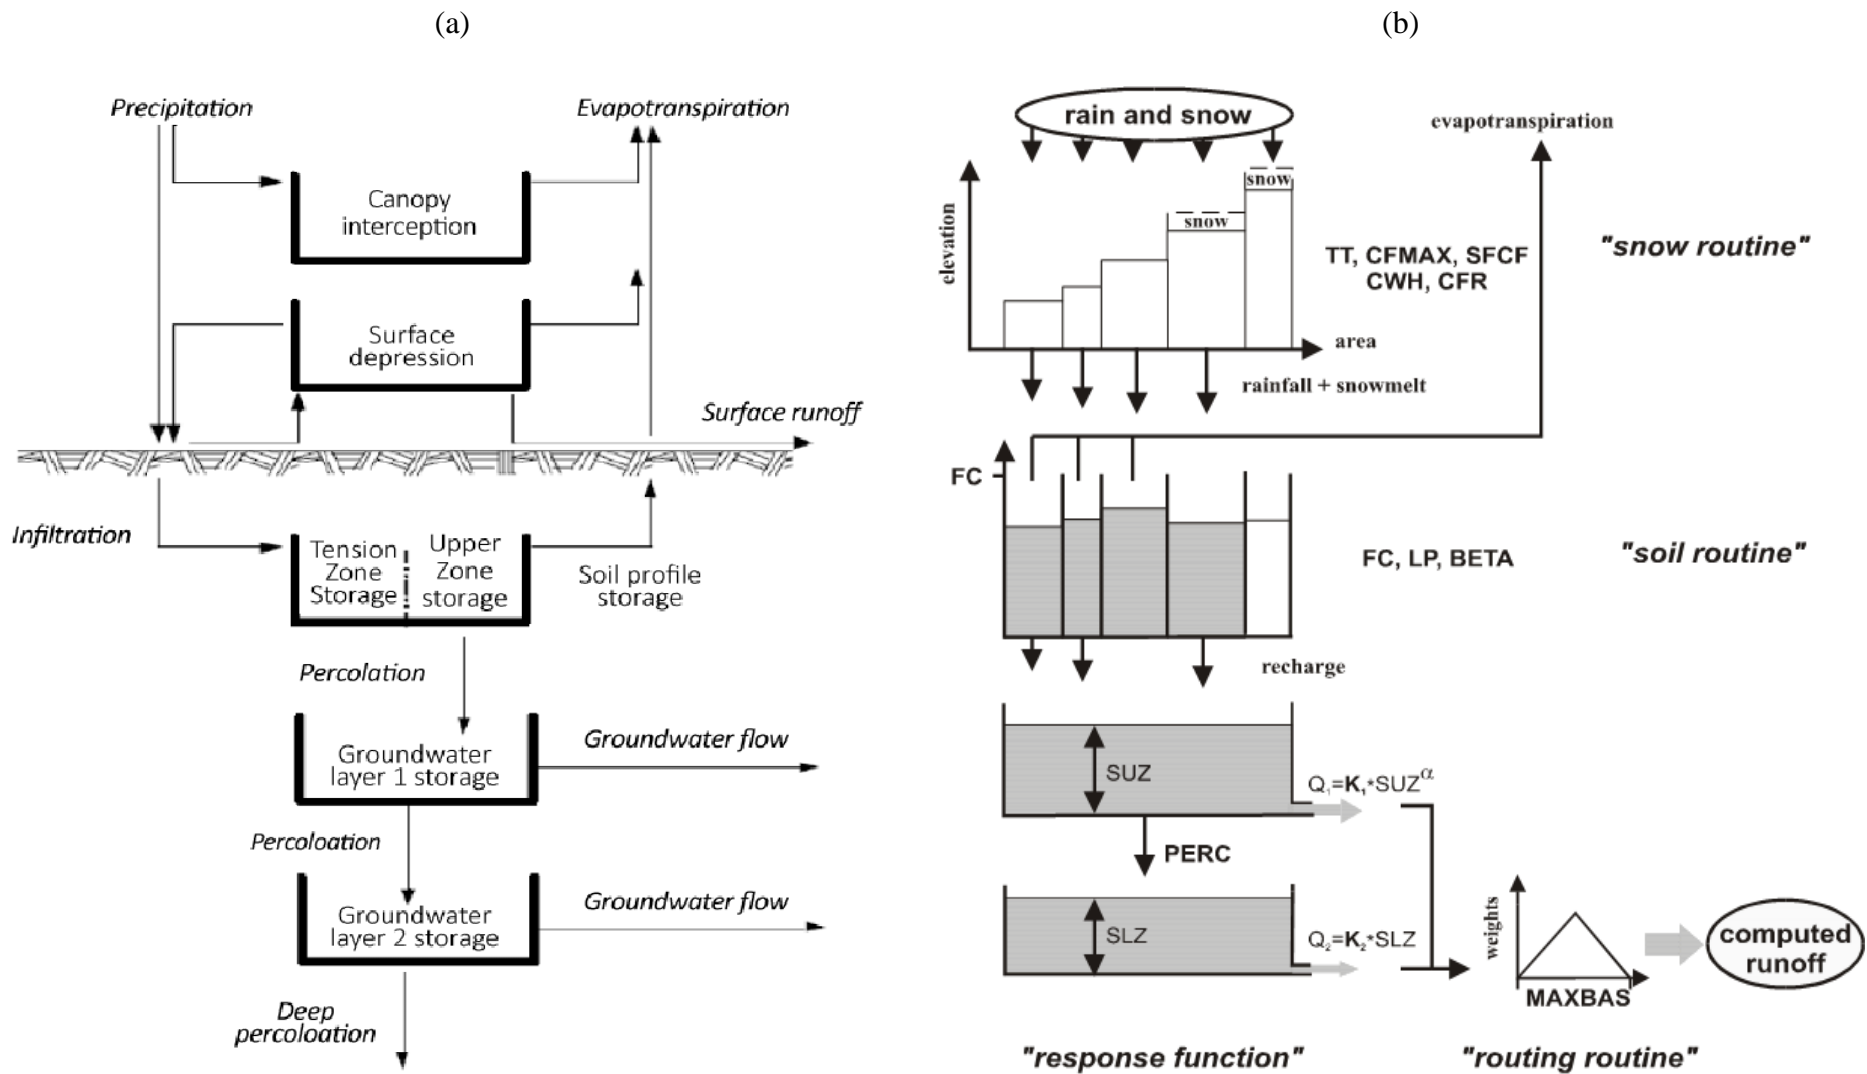 (a)
Precipitation
Evapotranspiration
Canopy
interception
Surface
depression
Surface runoff
Infiltration
Tension
Zone
Storage
Upper
Zone
storage
Soil profile
storage
Percolation
Groundwater
layer 1 storage
Groundwater flow
Percoloation
Groundwater
layer 2 storage
Groundwater flow
Deep
percoloation
(b)
rain and snow
evapotranspiration
elevation
snow
snow
TT, CFMAX, SFCF
CWH, CFR
"snow routine"
area
rainfall + snowmelt
FC
FC, LP, BETA
"soil routine"
recharge
SUZ
Q₁=K₁*SUZ^α
PERC
SLZ
Q₂=K₂*SLZ
weights
MAXBAS
computed
runoff
"response function"
"routing routine"